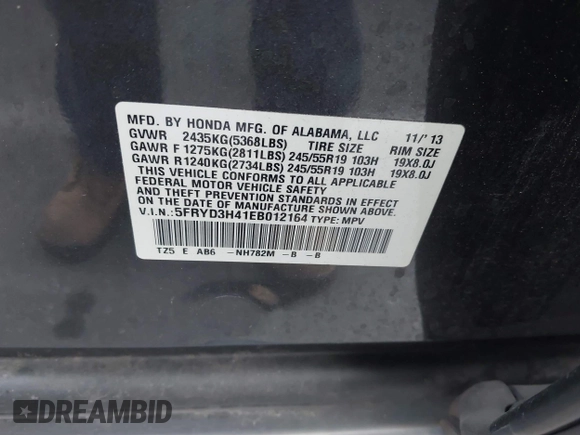 MFD. BY HONDA MFG. OF ALABAMA, LLC 11/'13
GVWR 2435KG(5368LBS) TIRE SIZE RIM SIZE
GAWR F 1275KG(2811LBS) 245/55R19 103H 19X8.0J
GAWR R1240KG(2734LBS) 245/55R19 103H 19X8.0J
THIS VEHICLE CONFORMS TO ALL APPLICABLE
FEDERAL MOTOR VEHICLE SAFETY, BUMPER,
AND THEFT PREVENTION STANDARDS IN EFFECT
ON THE DATE OF MANUFACTURE SHOWN ABOVE.
V.I.N.: 5FRYD3H41EB012164 TYPE: MPV
TZ5 E AB6 -NH782M -B -B
DREAMBID